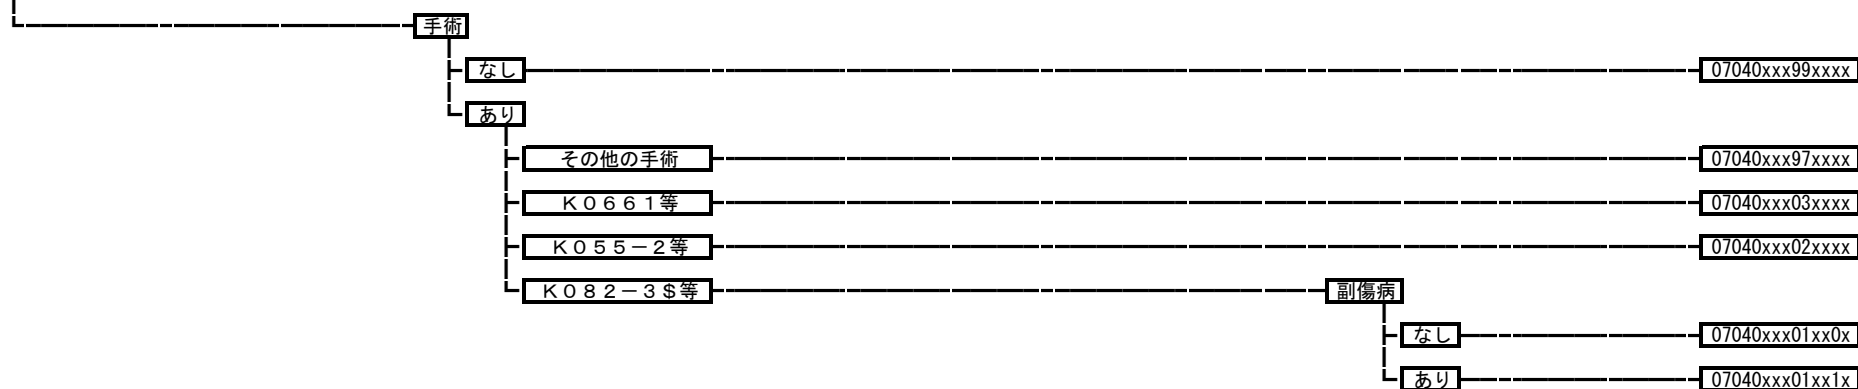 手術
なし 07040xxx99xxxx
あり
その他の手術 07040xxx97xxxx
K0661等 07040xxx03xxxx
K055-2等 07040xxx02xxxx
K082-3$等 副傷病
なし 07040xxx01xx0x
あり 07040xxx01xx1x